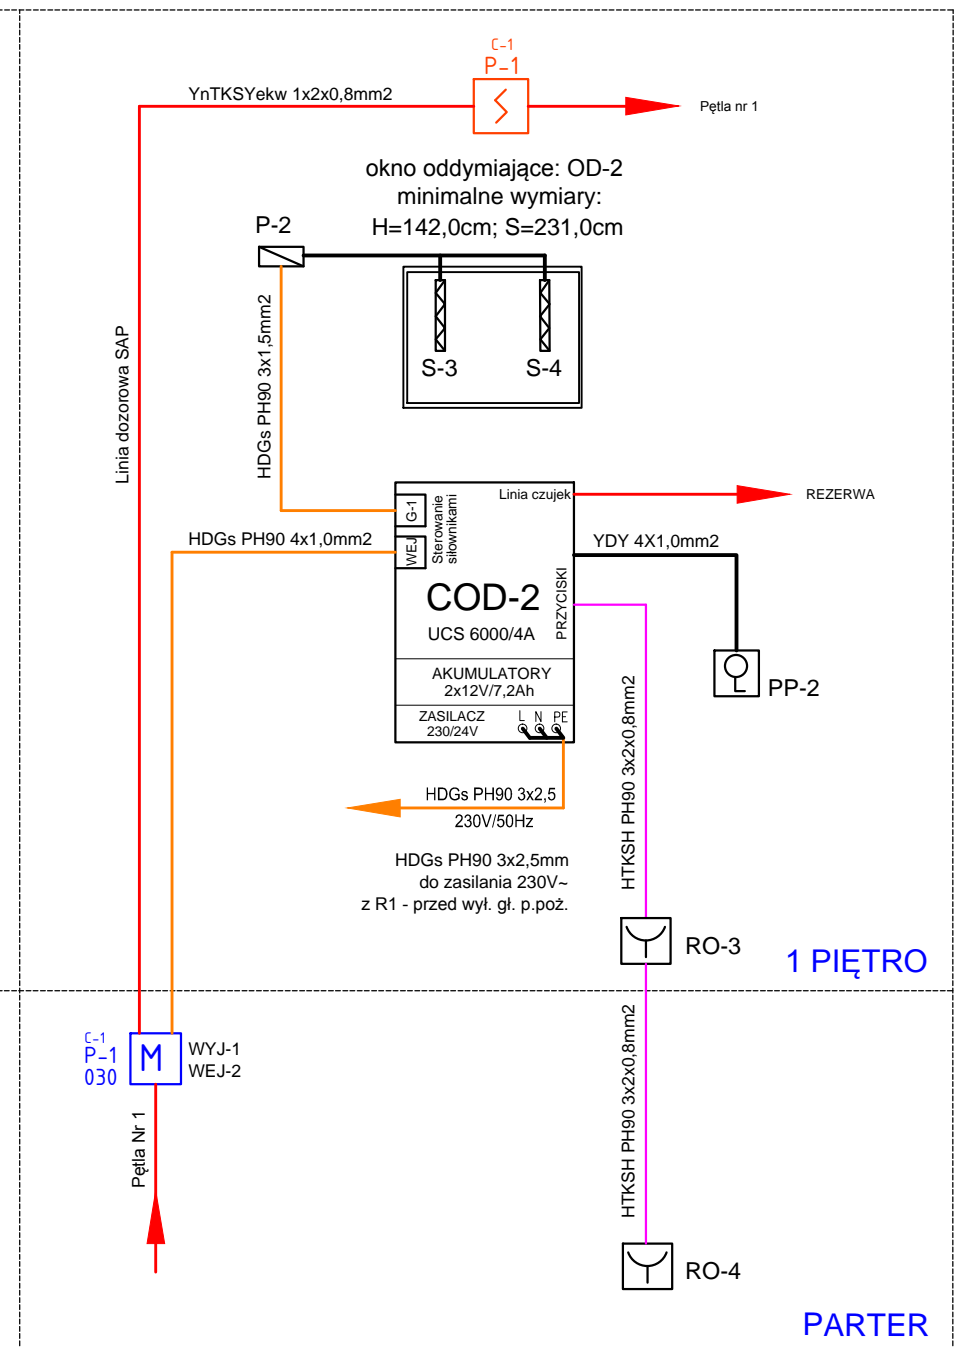 C-1
P-1
YnTKSYekw 1x2x0,8mm2
Pętla nr 1
okno oddymiające: OD-2
minimalne wymiary:
H=142,0cm; S=231,0cm
P-2
S-3
S-4
HDGs PH90 3x1,5mm2
Linia dozorowa SAP
Linia czujek
REZERWA
G-1
Sterowanie
siłownikami
WEJ
HDGs PH90 4x1,0mm2
YDY 4X1,0mm2
COD-2
UCS 6000/4A
PRZYCISKI
AKUMULATORY
2x12V/7,2Ah
ZASILACZ
230/24V
L N PE
PP-2
HDGs PH90 3x2,5
230V/50Hz
HDGs PH90 3x2,5mm
do zasilania 230V~
z R1 - przed wył. gł. p.poż.
HTKSH PH90 3x2x0,8mm2
RO-3
1 PIĘTRO
C-1
P-1
030
M
WYJ-1
WEJ-2
Pętla Nr 1
HTKSH PH90 3x2x0,8mm2
RO-4
PARTER